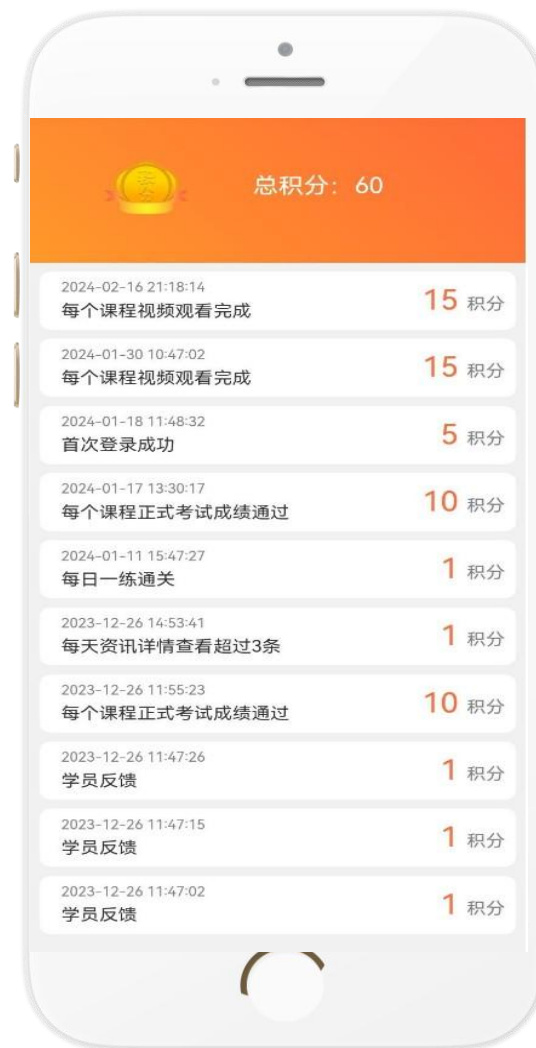 积分
总积分：60
2024-02-16 21:18:14
每个课程视频观看完成
15 积分
2024-01-30 10:47:02
每个课程视频观看完成
15 积分
2024-01-18 11:48:32
首次登录成功
5 积分
2024-01-17 13:30:17
每个课程正式考试成绩通过
10 积分
2024-01-11 15:47:27
每日一练通关
1 积分
2023-12-26 14:53:41
每天资讯详情查看超过3条
1 积分
2023-12-26 11:55:23
每个课程正式考试成绩通过
10 积分
2023-12-26 11:47:26
学员反馈
1 积分
2023-12-26 11:47:15
学员反馈
1 积分
2023-12-26 11:47:02
学员反馈
1 积分